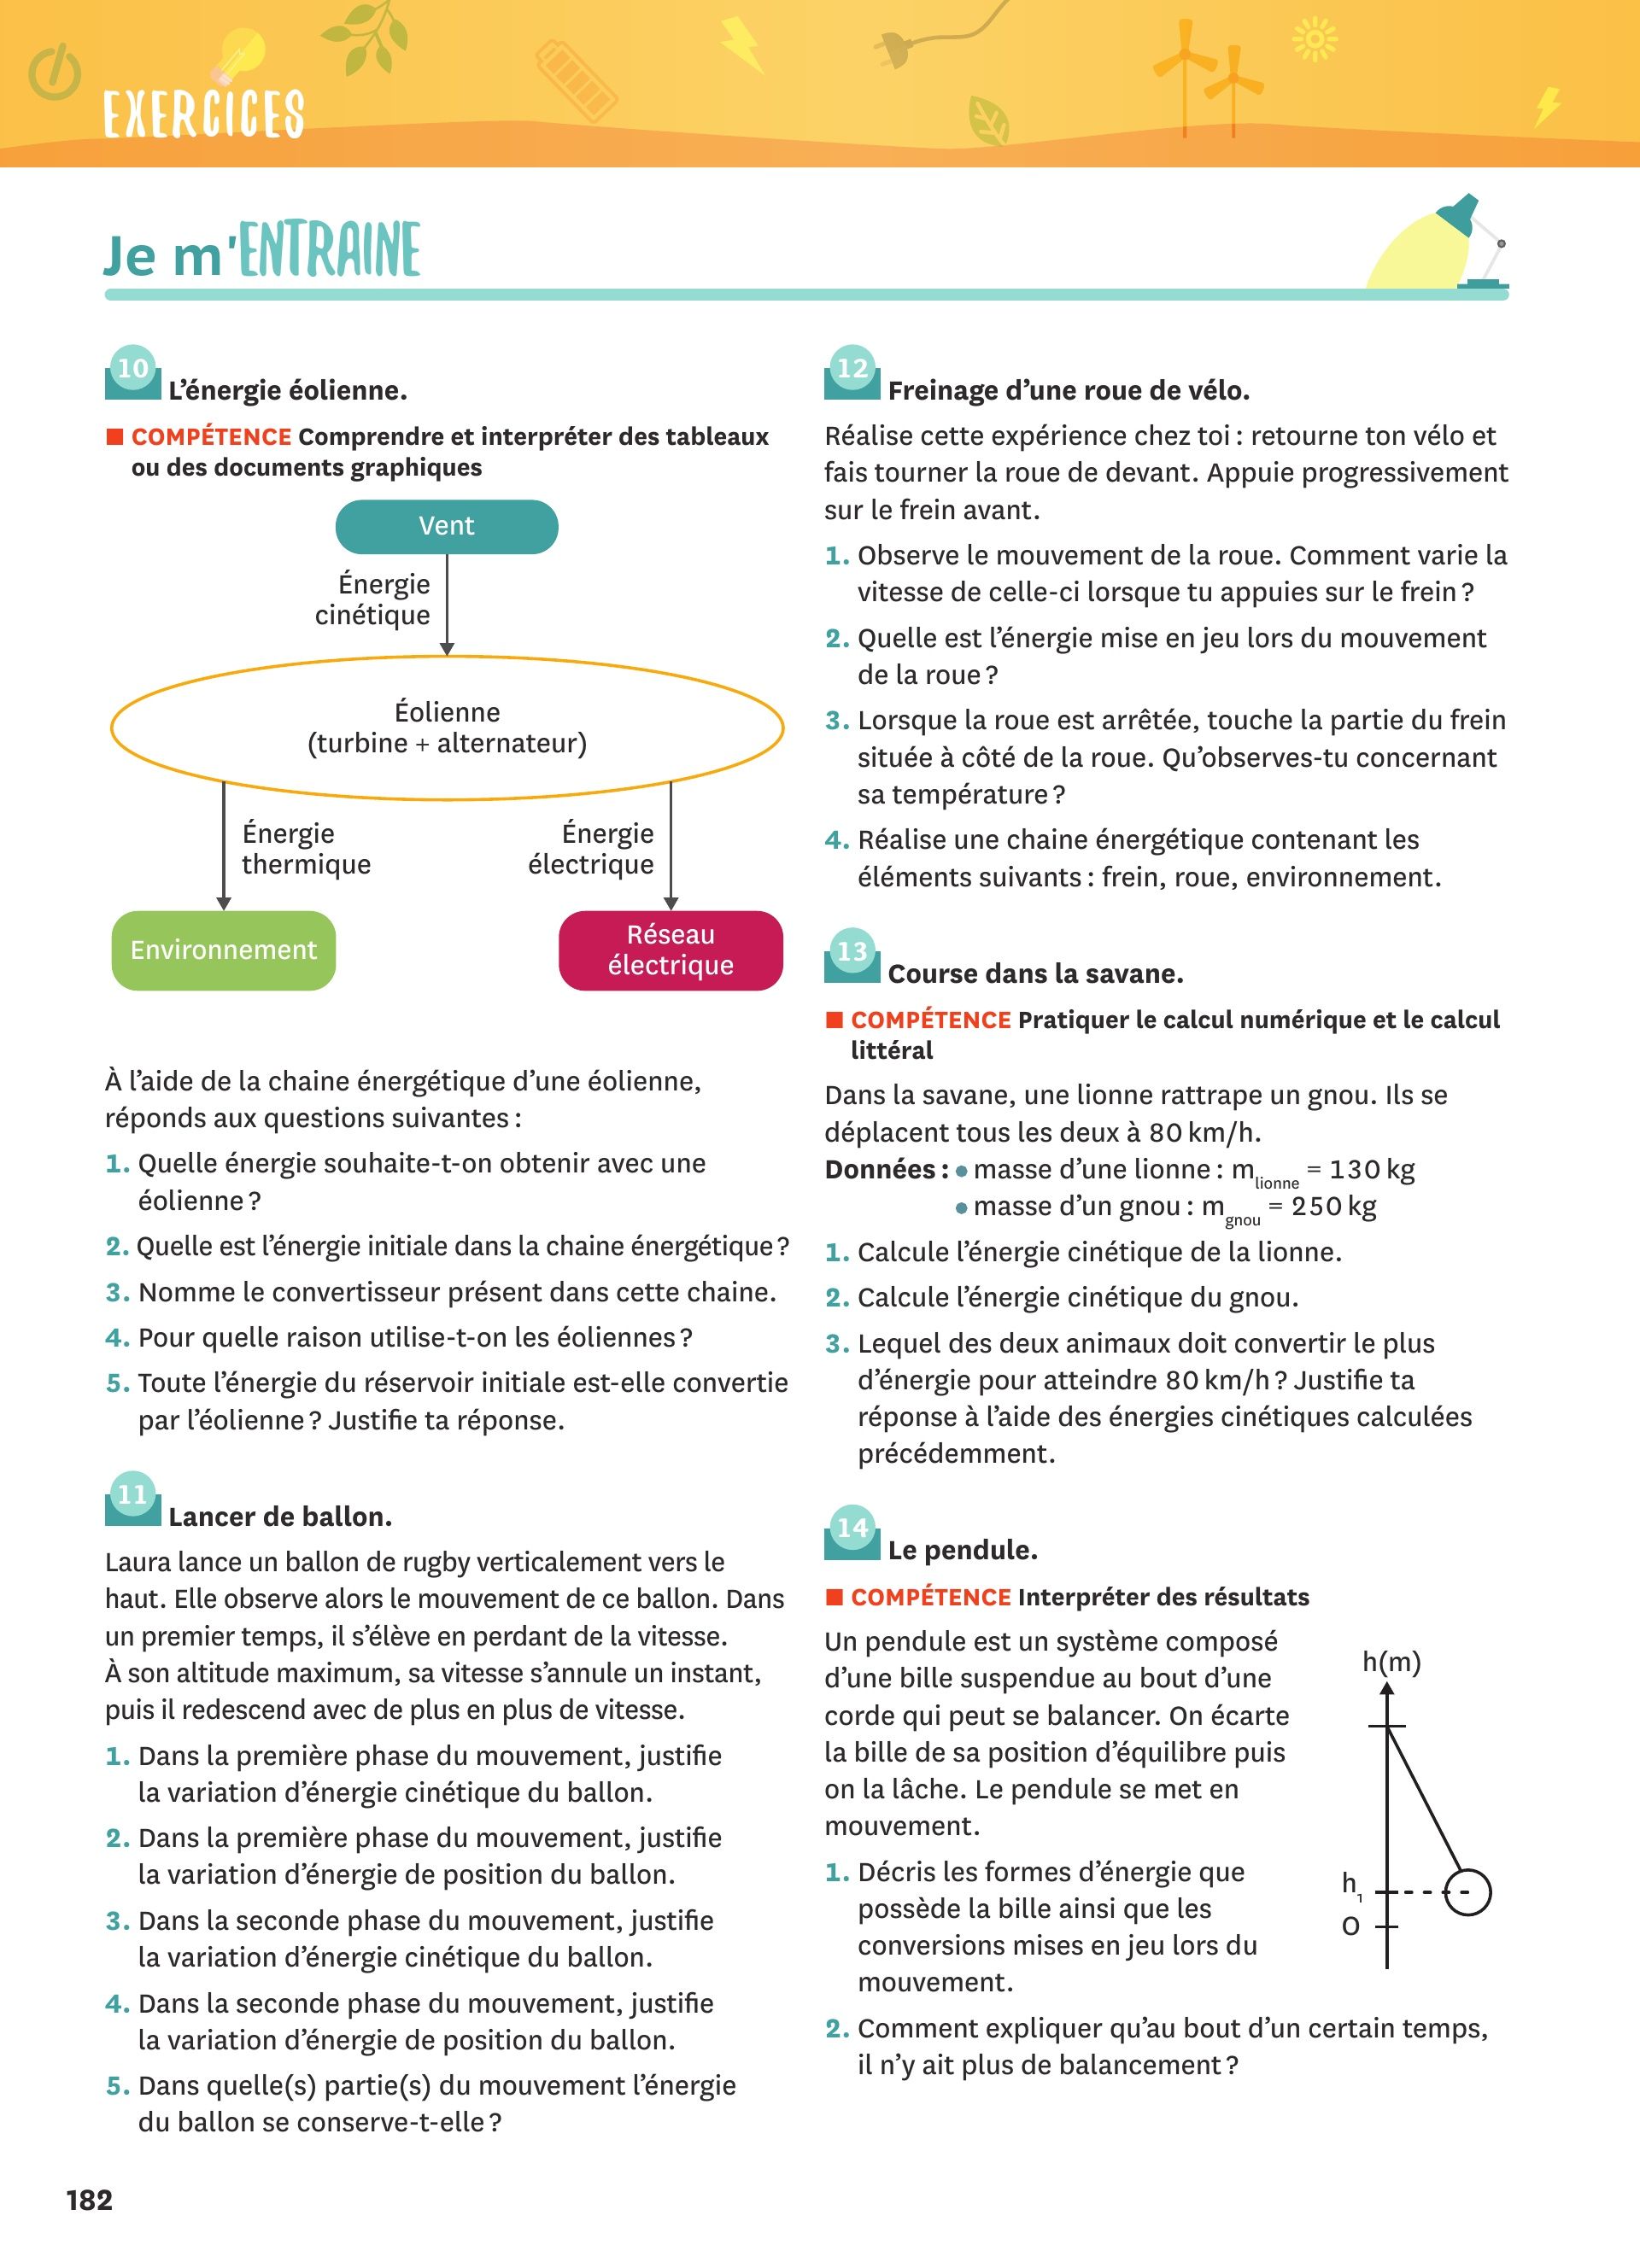 EXERCICES
Je m'ENTRAINE
10 L’énergie éolienne.
■ COMPÉTENCE Comprendre et interpréter des tableaux
ou des documents graphiques
Vent
Énergie
cinétique
Éolienne
(turbine + alternateur)
Énergie
thermique
Énergie
électrique
Environnement
Réseau
électrique
À l’aide de la chaine énergétique d’une éolienne,
réponds aux questions suivantes :
1. Quelle énergie souhaite-t-on obtenir avec une
éolienne ?
2. Quelle est l’énergie initiale dans la chaine énergétique ?
3. Nomme le convertisseur présent dans cette chaine.
4. Pour quelle raison utilise-t-on les éoliennes ?
5. Toute l’énergie du réservoir initiale est-elle convertie
par l’éolienne ? Justifie ta réponse.
11 Lancer de ballon.
Laura lance un ballon de rugby verticalement vers le
haut. Elle observe alors le mouvement de ce ballon. Dans
un premier temps, il s’élève en perdant de la vitesse.
À son altitude maximum, sa vitesse s’annule un instant,
puis il redescend avec de plus en plus de vitesse.
1. Dans la première phase du mouvement, justifie
la variation d’énergie cinétique du ballon.
2. Dans la première phase du mouvement, justifie
la variation d’énergie de position du ballon.
3. Dans la seconde phase du mouvement, justifie
la variation d’énergie cinétique du ballon.
4. Dans la seconde phase du mouvement, justifie
la variation d’énergie de position du ballon.
5. Dans quelle(s) partie(s) du mouvement l’énergie
du ballon se conserve-t-elle ?
12 Freinage d’une roue de vélo.
Réalise cette expérience chez toi : retourne ton vélo et
fais tourner la roue de devant. Appuie progressivement
sur le frein avant.
1. Observe le mouvement de la roue. Comment varie la
vitesse de celle-ci lorsque tu appuies sur le frein ?
2. Quelle est l’énergie mise en jeu lors du mouvement
de la roue ?
3. Lorsque la roue est arrêtée, touche la partie du frein
située à côté de la roue. Qu’observes-tu concernant
sa température ?
4. Réalise une chaine énergétique contenant les
éléments suivants : frein, roue, environnement.
13 Course dans la savane.
■ COMPÉTENCE Pratiquer le calcul numérique et le calcul
littéral
Dans la savane, une lionne rattrape un gnou. Ils se
déplacent tous les deux à 80 km/h.
Données : • masse d’une lionne : m lionne = 130 kg
• masse d’un gnou : m gnou = 250 kg
1. Calcule l’énergie cinétique de la lionne.
2. Calcule l’énergie cinétique du gnou.
3. Lequel des deux animaux doit convertir le plus
d’énergie pour atteindre 80 km/h ? Justifie ta
réponse à l’aide des énergies cinétiques calculées
précédemment.
14 Le pendule.
■ COMPÉTENCE Interpréter des résultats
Un pendule est un système composé
d’une bille suspendue au bout d’une
corde qui peut se balancer. On écarte
la bille de sa position d’équilibre puis
on la lâche. Le pendule se met en
mouvement.
h(m)
h1
O
1. Décris les formes d’énergie que
possède la bille ainsi que les
conversions mises en jeu lors du
mouvement.
2. Comment expliquer qu’au bout d’un certain temps,
il n’y ait plus de balancement ?
182